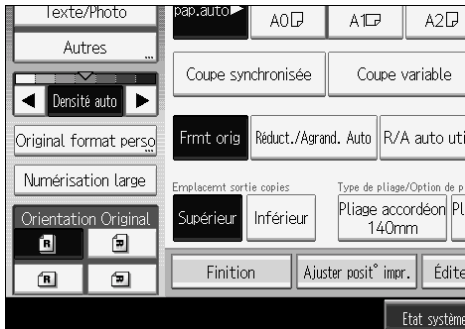 Texte/Photo
pap.auto▶
A0
A1
A2
Autres
...
Coupe synchronisée
Coupe variable
◀ Densité auto ▶
Original format perso
...
Frmt orig
Réduct./Agrand. Auto
R/A auto uti
Numérisation large
Emplacemnt sortie copies
Type de pliage/Option de p
Supérieur
Inférieur
Pliage accordéon
140mm
Pl
Orientation Original
R
R
R
R
Finition
Ajuster posit° impr.
Édite
Etat système